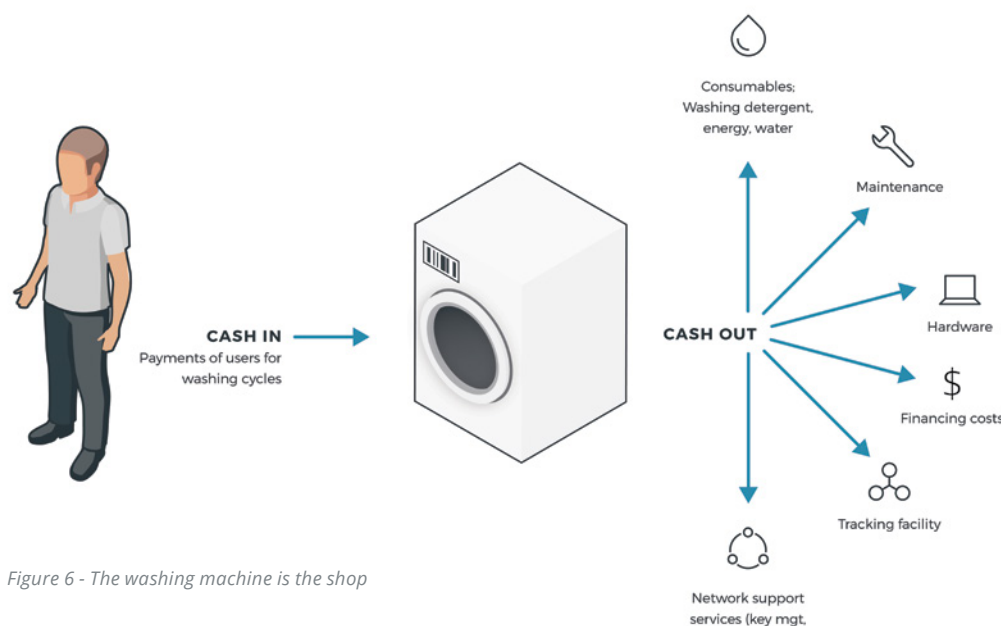 Consumables;
Washing detergent,
energy, water
Maintenance
CASH IN
Payments of users for
washing cycles
CASH OUT
Hardware
$
Financing costs
Tracking facility
Figure 6 - The washing machine is the shop
Network support
services (key mgt,